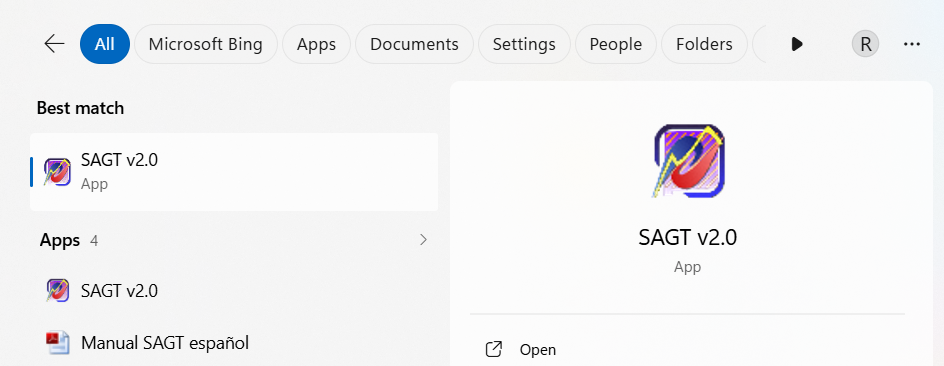 All Microsoft Bing Apps Documents Settings People Folders R
Best match
SAGT v2.0
App
Apps 4
SAGT v2.0
Manual SAGT español
SAGT v2.0
App
Open